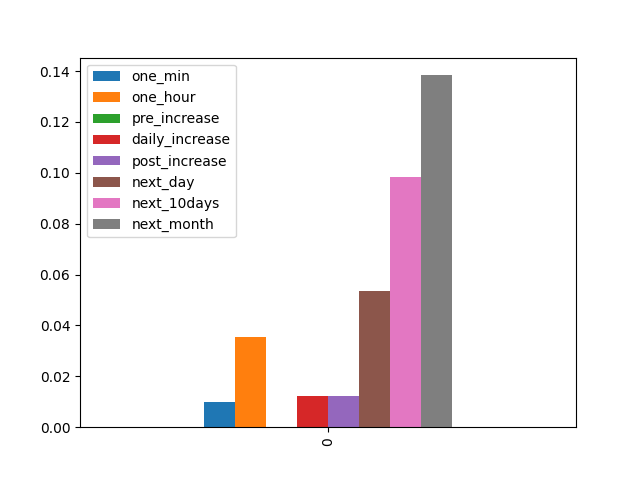 0.14
0.12
0.10
0.08
0.06
0.04
0.02
0.00
one_min
one_hour
pre_increase
daily_increase
post_increase
next_day
next_10days
next_month
0